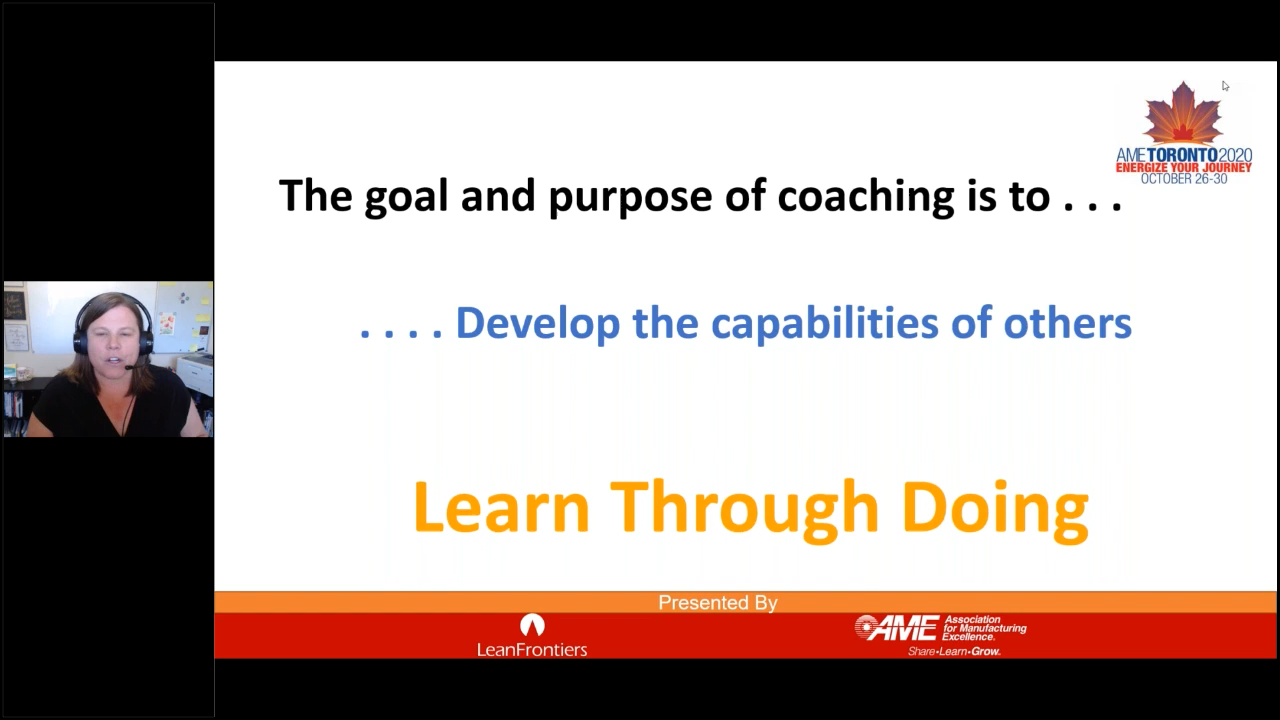 AMETORONTO2020
ENERGIZE YOUR JOURNEY
OCTOBER 26-30
The goal and purpose of coaching is to . . .
. . . . Develop the capabilities of others
Learn Through Doing
Presented By
LeanFrontiers
AME Association
for Manufacturing
Excellence.
Share•Learn•Grow.